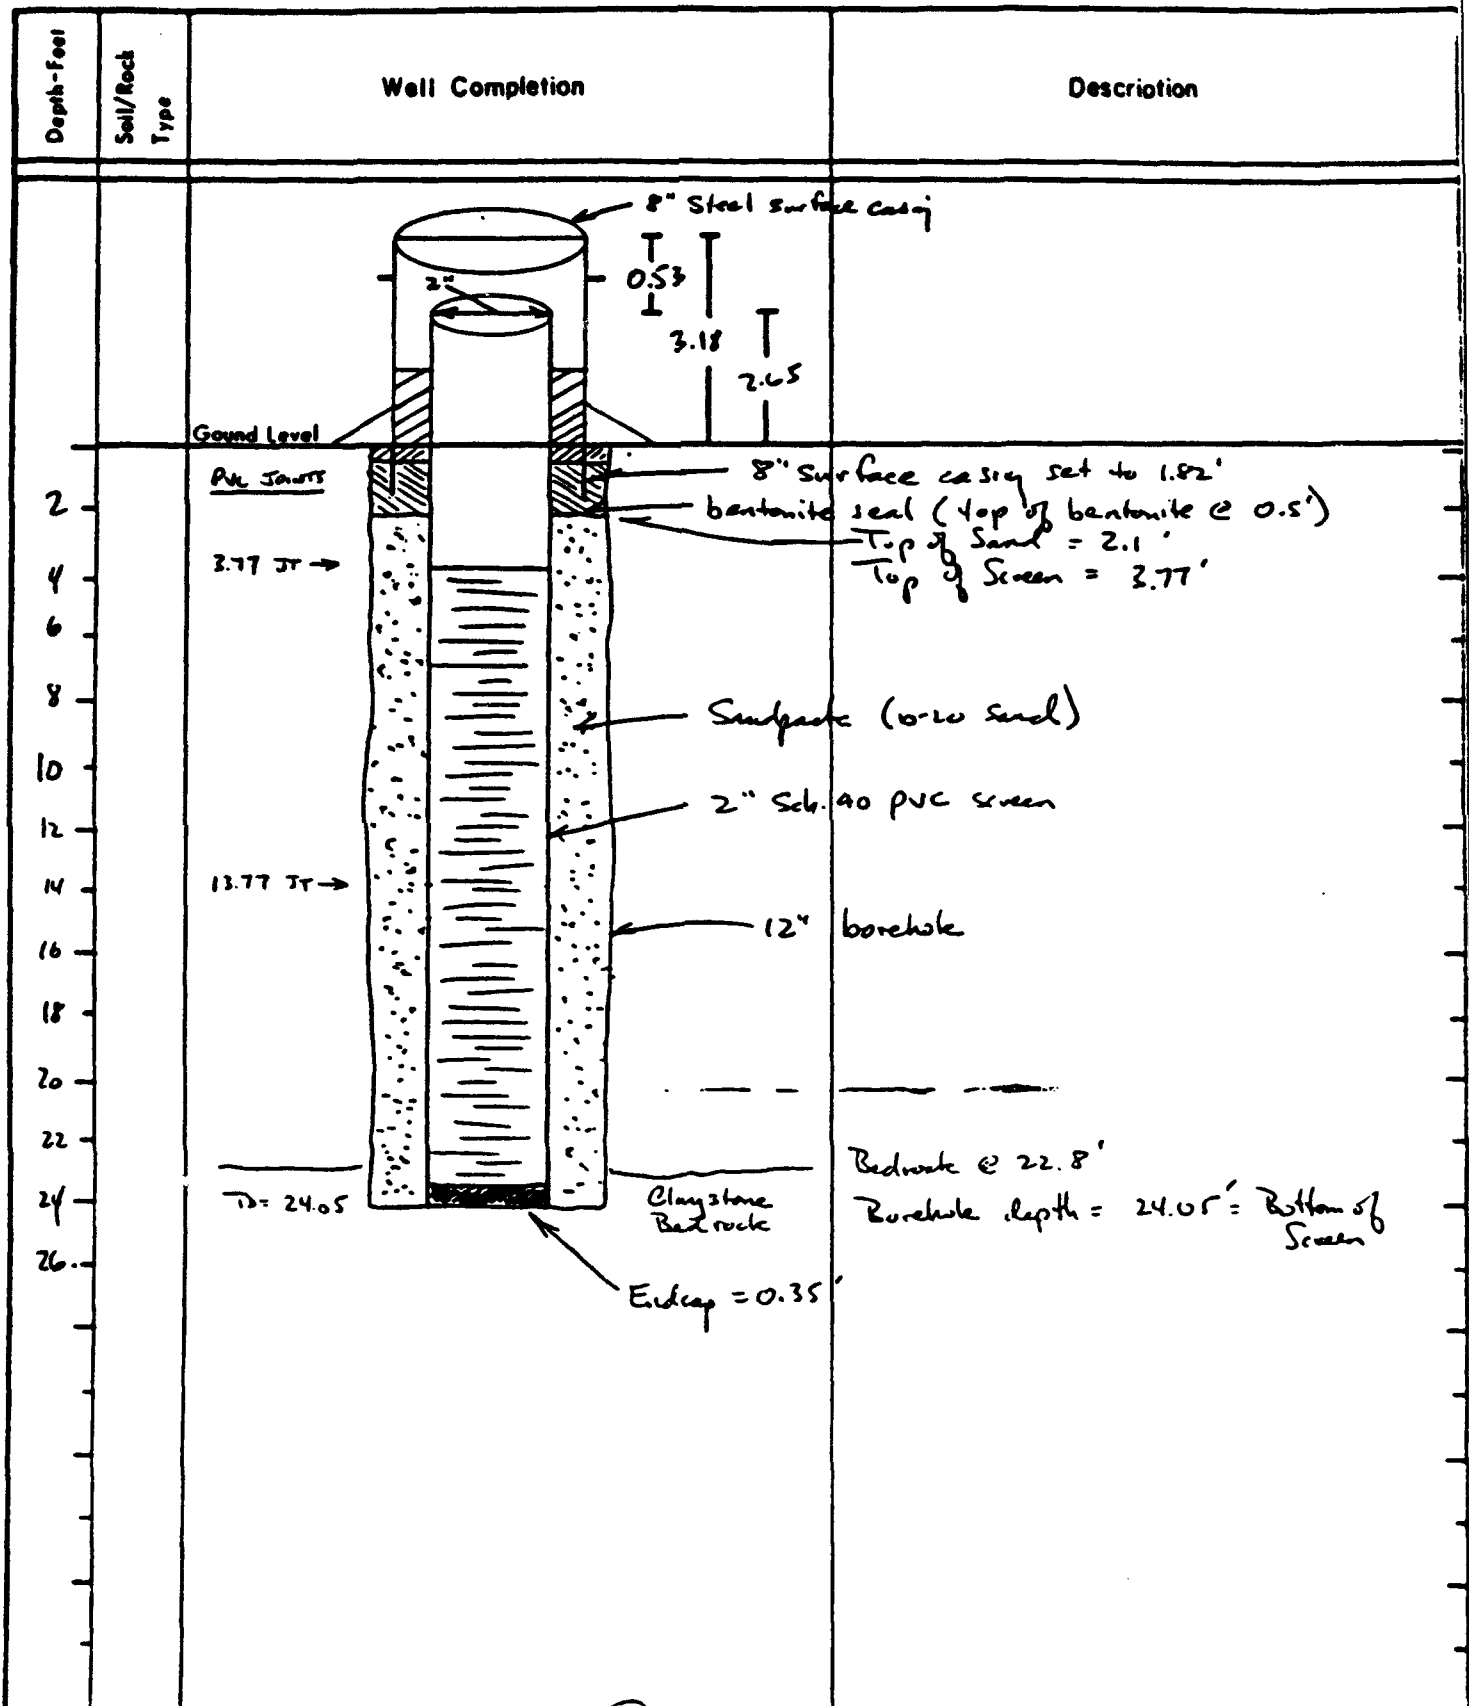 Depth-Feet
Soil/Rock
Type
Well Completion
Descriotion
8" Steel surface casing
2"
0.53
3.18
2.65
Gound Level
PVC Joints
8" surface casing set to 1.82'
2
bentonite seal (top of bentonite @ 0.5')
Top of Sand = 2.1'
3.77 JT
Top of Screen = 3.77'
4
6
8
Sandpack (10-20 sand)
10
2" Sch. 40 PVC screen
12
13.77 JT
14
12" borehole
16
18
20
22
Bedrock @ 22.8'
24
TD= 24.05
Claystone
Bedrock
Borehole depth = 24.05' = Bottom of
Screen
26
Endcap = 0.35'